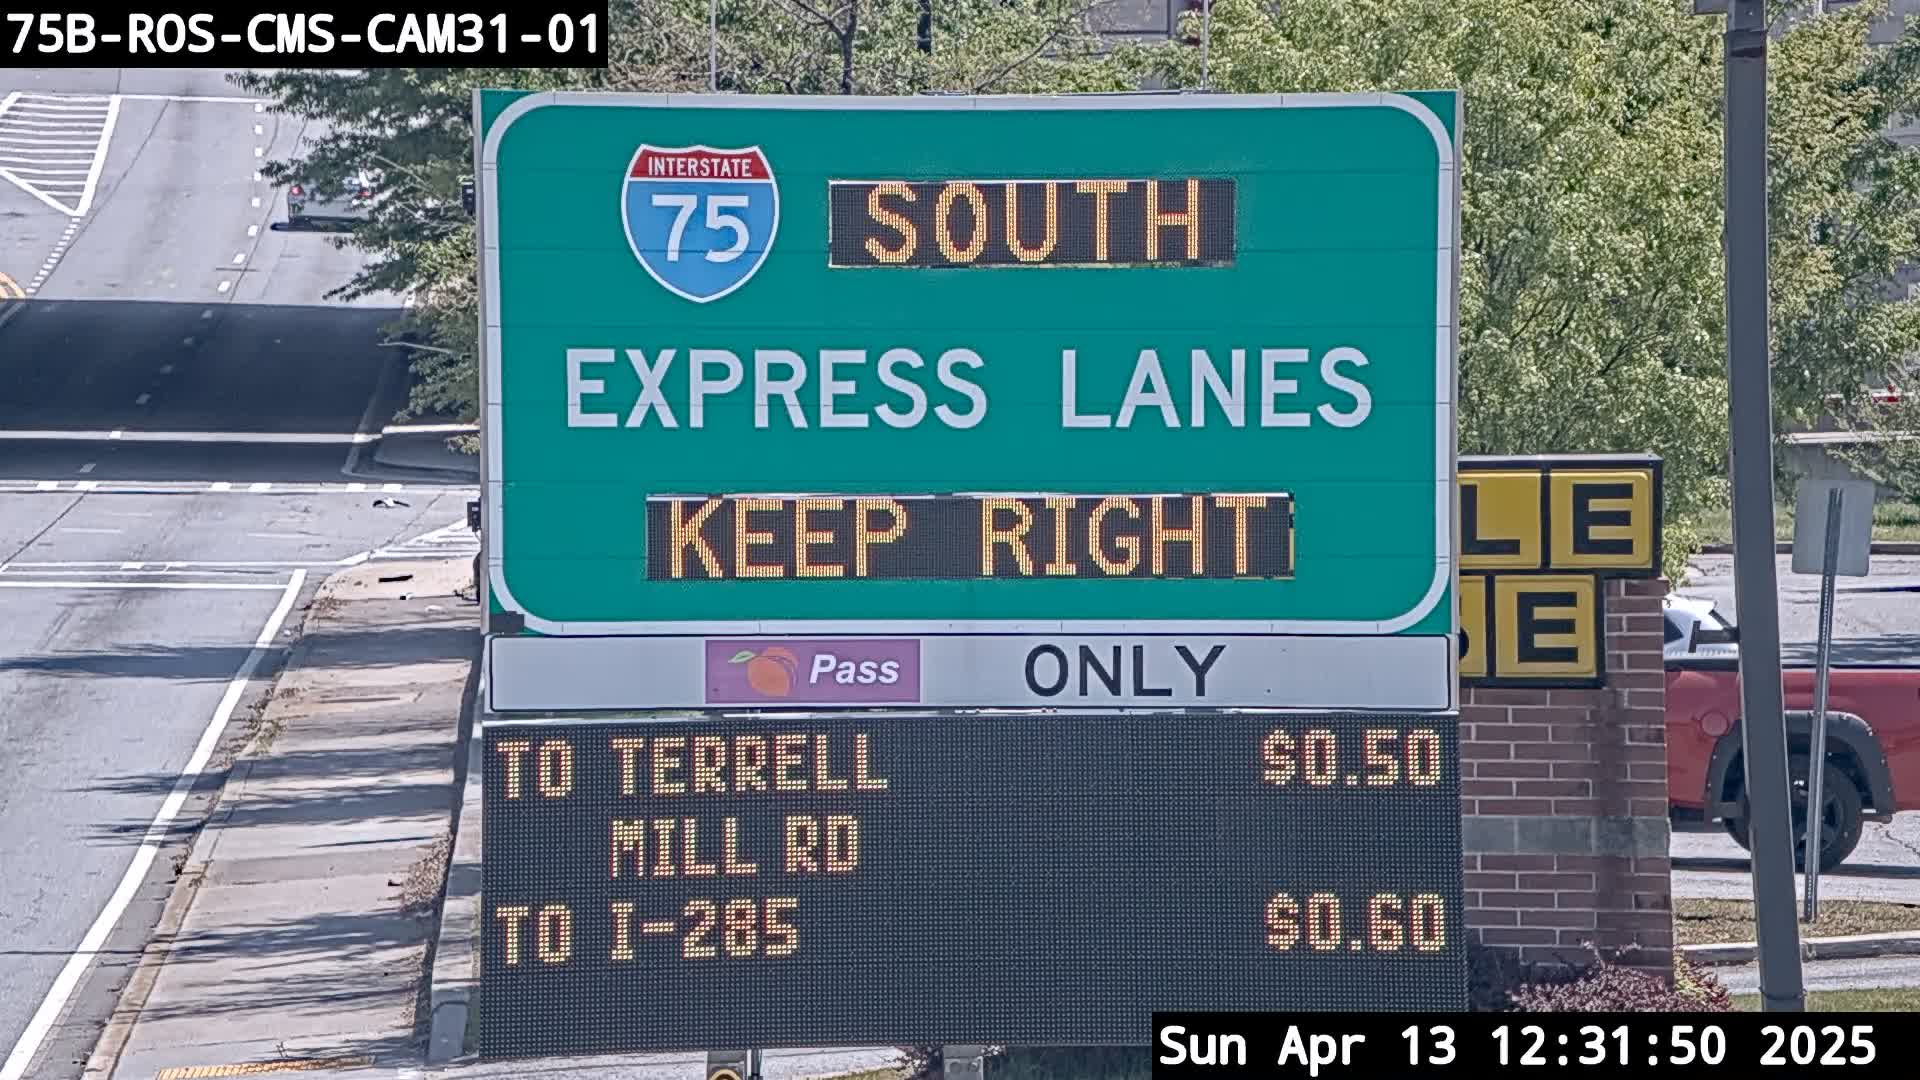 75B-ROS-CMS-CAM31-01
INTERSTATE
75
SOUTH
EXPRESS LANES
KEEP RIGHT
Pass ONLY
TO TERRELL $0.50
MILL RD
TO I-285 $0.60
LE
E
Sun Apr 13 12:31:50 2025